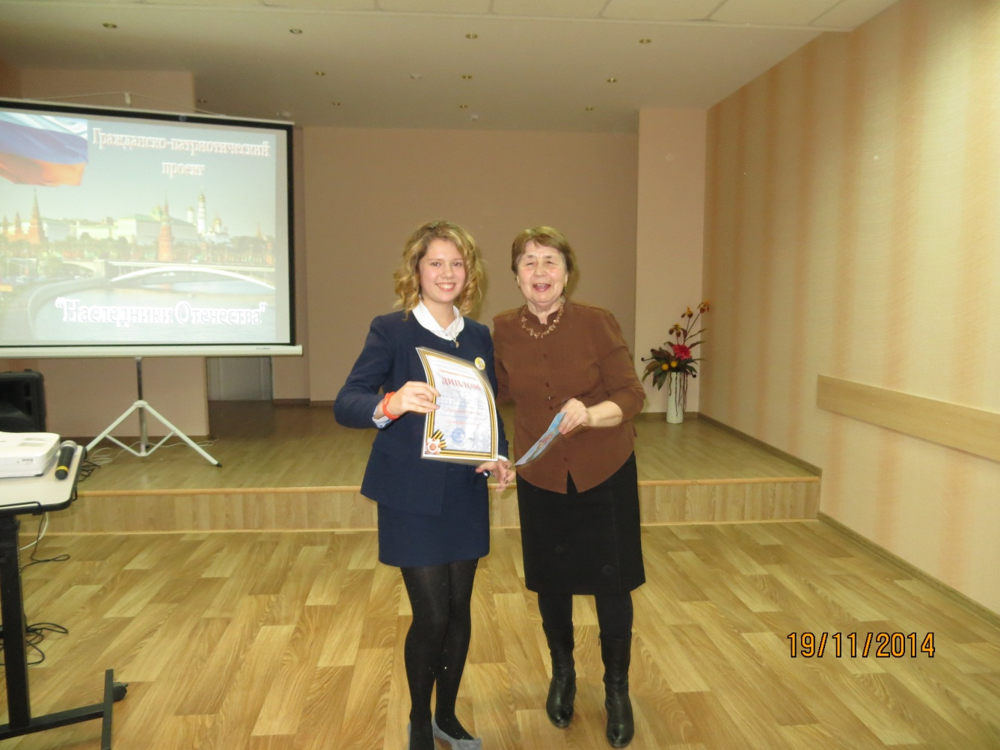 Гражданско-патриотический
проект
"Наследники Отечества"
ДИПЛОМ
19/11/2014